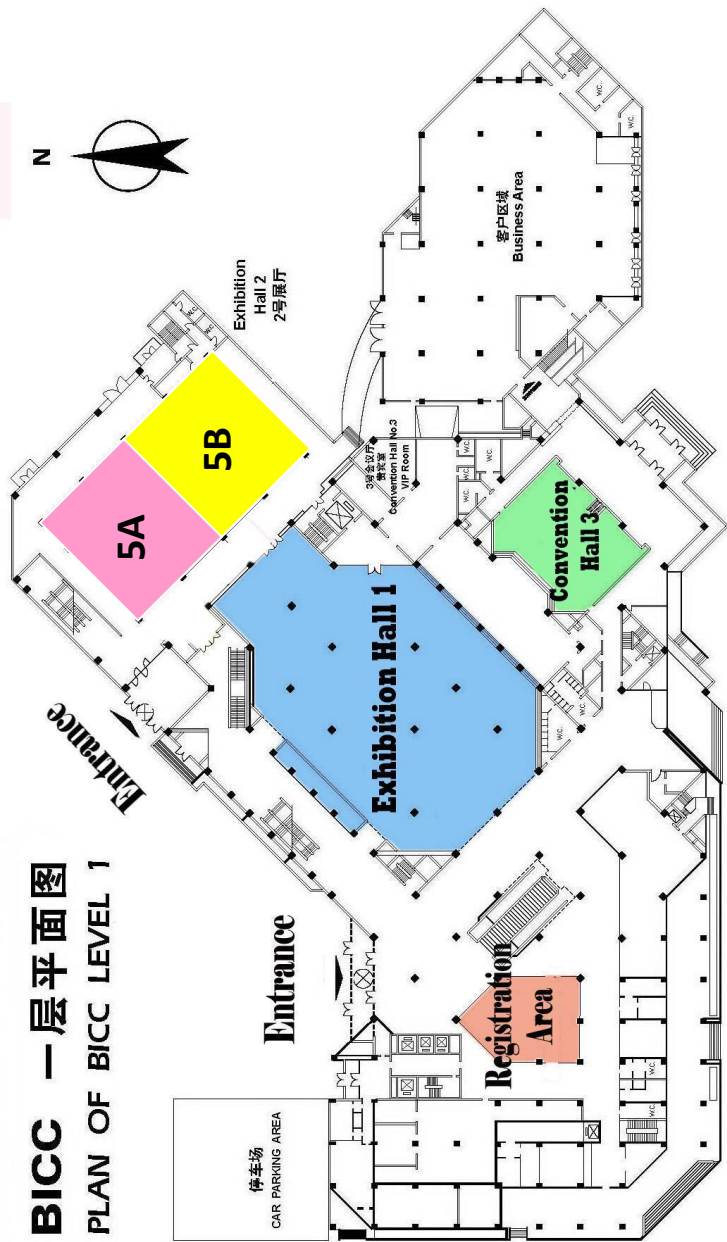 BICC 一层平面图
PLAN OF BICC LEVEL 1
N
Entrance
Entrance
5A
5B
Exhibition
Hall 2
2号展厅
Exhibition Hall 1
3号会议厅
贵宾室
Convention Hall No.3
VIP Room
Convention
Hall 3
客户区域
Business Area
Registration
Area
停车场
CAR PARKING AREA
W.C.
W.C.
W.C.
W.C.
W.C.
W.C.
W.C.
W.C.
W.C.
W.C.
W.C.
W.C.
W.C.